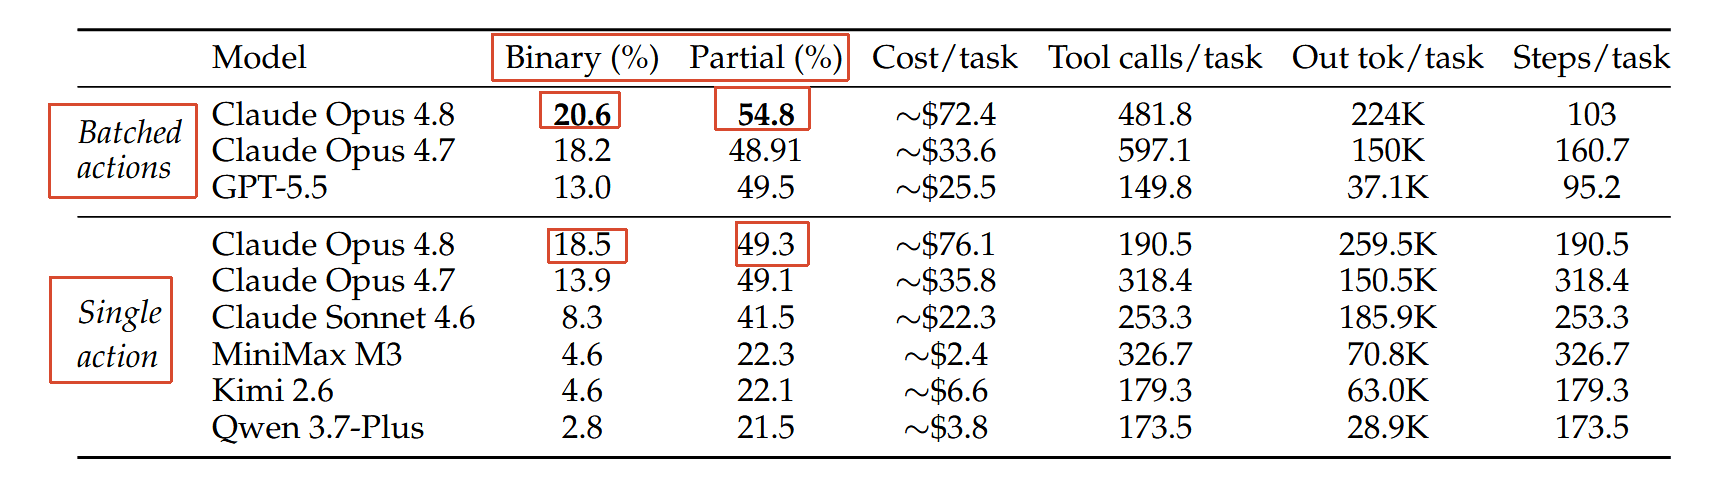 Model Binary (%) Partial (%) Cost/task Tool calls/task Out tok/task Steps/task
Batched actions
Claude Opus 4.8 20.6 54.8 ~$72.4 481.8 224K 103
Claude Opus 4.7 18.2 48.91 ~$33.6 597.1 150K 160.7
GPT-5.5 13.0 49.5 ~$25.5 149.8 37.1K 95.2
Single action
Claude Opus 4.8 18.5 49.3 ~$76.1 190.5 259.5K 190.5
Claude Opus 4.7 13.9 49.1 ~$35.8 318.4 150.5K 318.4
Claude Sonnet 4.6 8.3 41.5 ~$22.3 253.3 185.9K 253.3
MiniMax M3 4.6 22.3 ~$2.4 326.7 70.8K 326.7
Kimi 2.6 4.6 22.1 ~$6.6 179.3 63.0K 179.3
Qwen 3.7-Plus 2.8 21.5 ~$3.8 173.5 28.9K 173.5